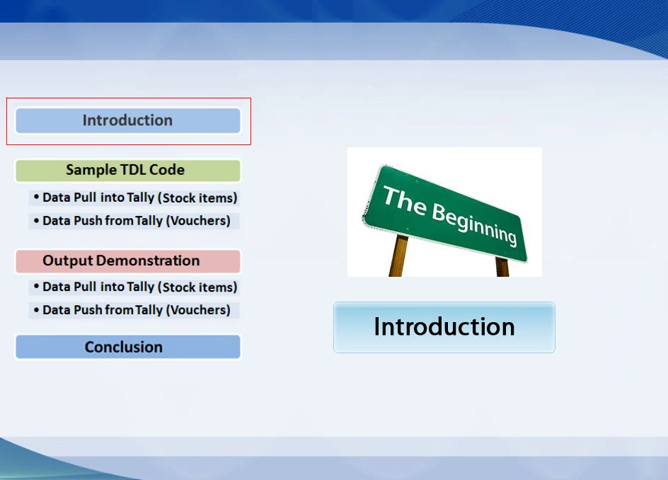 Introduction
Sample TDL Code
• Data Pull into Tally (Stock items)
• Data Push from Tally (Vouchers)
Output Demonstration
• Data Pull into Tally (Stock items)
• Data Push from Tally (Vouchers)
Conclusion
The Beginning
Introduction